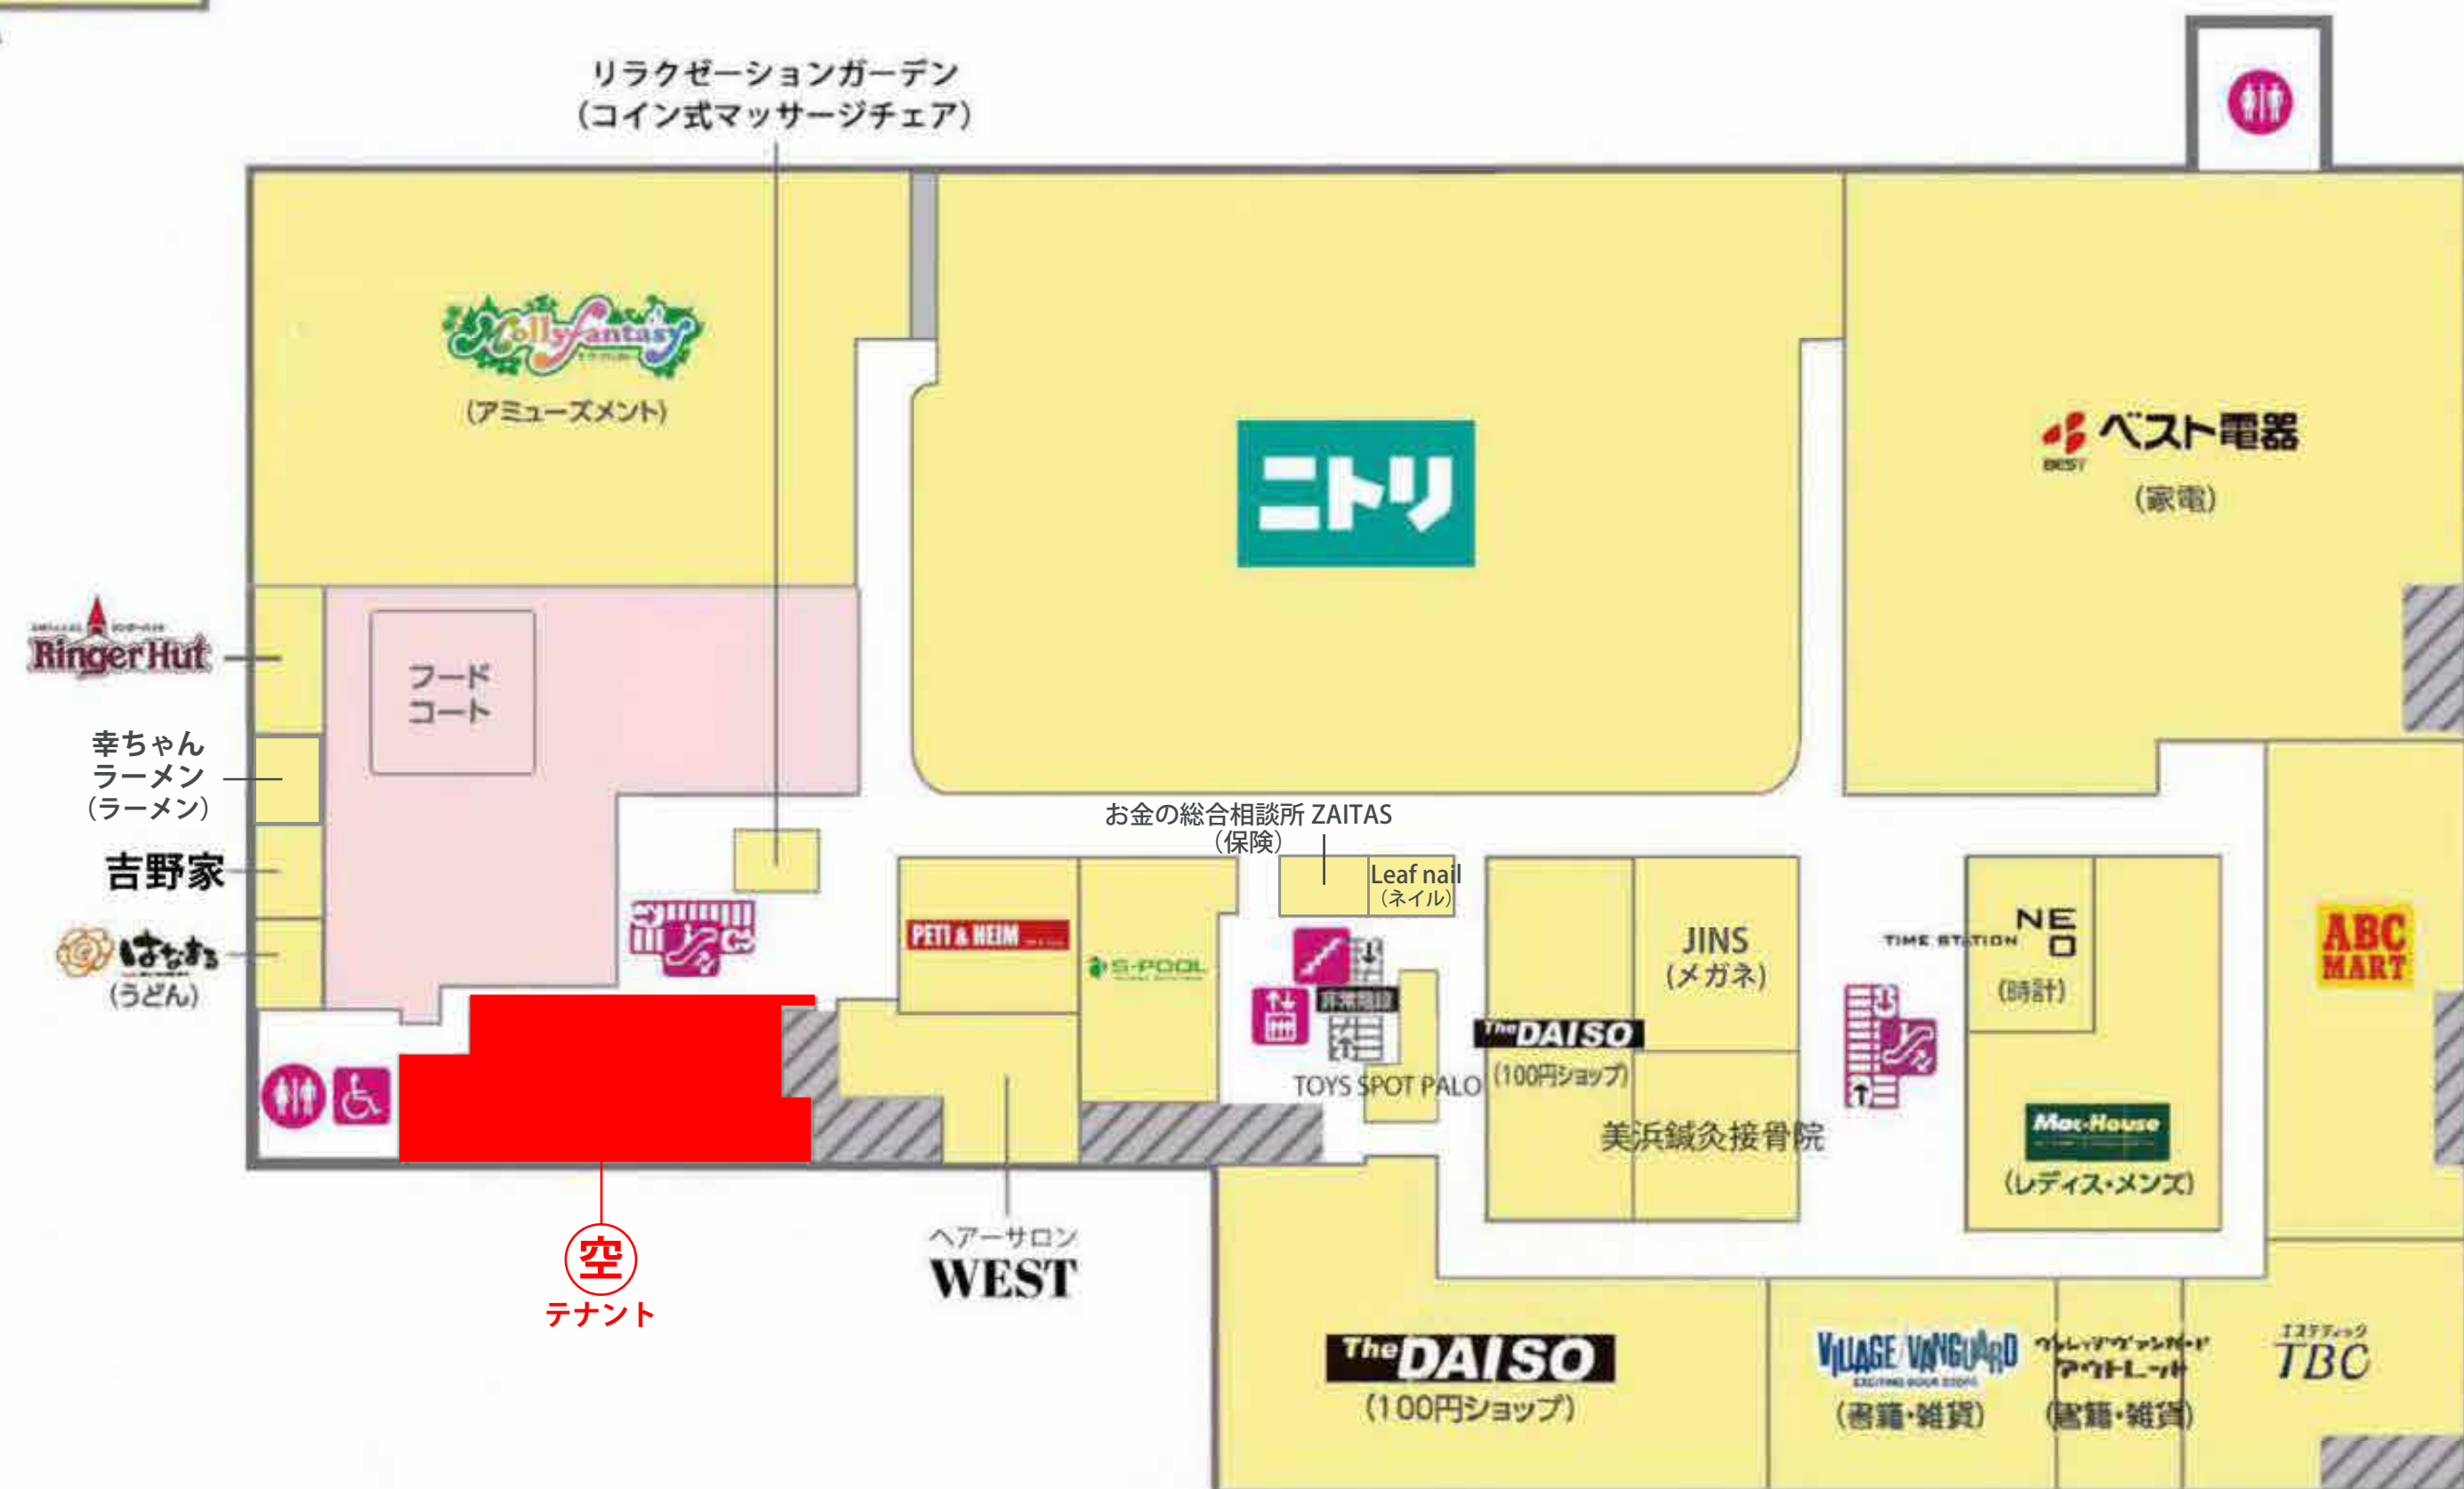 リラクゼーションガーデン
（コイン式マッサージチェア）
Mollyfantasy
（アミューズメント）
ニトリ
BEST
ベスト電器
（家電）
RingerHut
フード
コート
幸ちゃん
ラーメン
（ラーメン）
吉野家
はなまる
（うどん）
お金の総合相談所 ZAITAS
（保険）
Leaf nail
（ネイル）
PETI & HEIM
S-POOL
非常階段
TOYS SPOT PALO
The DAISO
（100円ショップ）
JINS
（メガネ）
美浜鍼灸接骨院
TIME STATION
NEO
（時計）
Mac-House
（レディス・メンズ）
ABC
MART
空
テナント
ヘアーサロン
WEST
The DAISO
（100円ショップ）
VILLAGE/VANGUARD
EXCITING BOOK STORE
（書籍・雑貨）
ヴィレッジヴァンガード
アウトレット
（書籍・雑貨）
エステティック
TBC